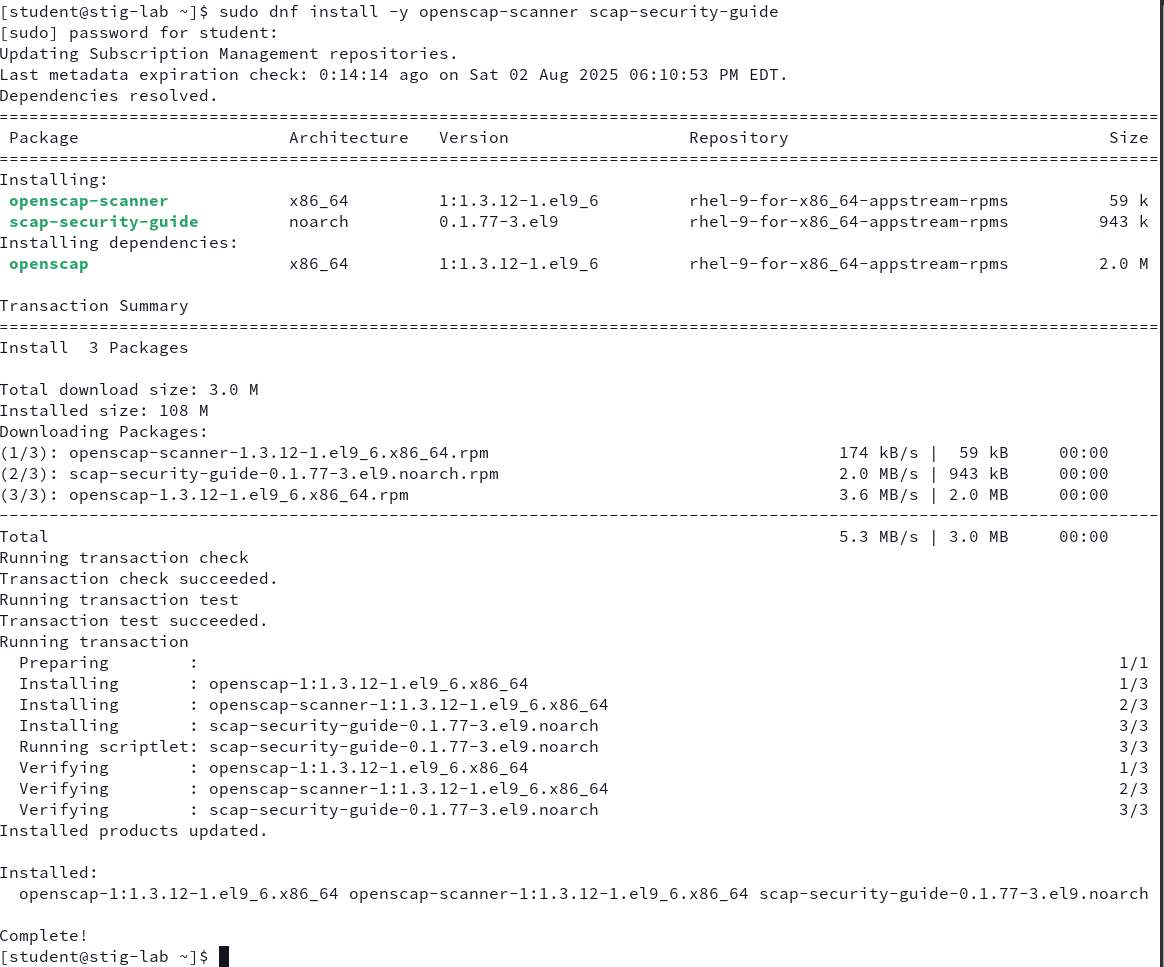 [student@stig-lab ~]$ sudo dnf install -y openscap-scanner scap-security-guide
[sudo] password for student:
Updating Subscription Management repositories.
Last metadata expiration check: 0:14:14 ago on Sat 02 Aug 2025 06:10:53 PM EDT.
Dependencies resolved.
====================================================================================================================
 Package                     Architecture   Version                  Repository                                Size
====================================================================================================================
Installing:
 openscap-scanner            x86_64         1:1.3.12-1.el9_6         rhel-9-for-x86_64-appstream-rpms          59 k
 scap-security-guide         noarch         0.1.77-3.el9             rhel-9-for-x86_64-appstream-rpms         943 k
Installing dependencies:
 openscap                    x86_64         1:1.3.12-1.el9_6         rhel-9-for-x86_64-appstream-rpms         2.0 M

Transaction Summary
====================================================================================================================
Install  3 Packages

Total download size: 3.0 M
Installed size: 108 M
Downloading Packages:
(1/3): openscap-scanner-1.3.12-1.el9_6.x86_64.rpm                                   174 kB/s |  59 kB     00:00
(2/3): scap-security-guide-0.1.77-3.el9.noarch.rpm                                  2.0 MB/s | 943 kB     00:00
(3/3): openscap-1.3.12-1.el9_6.x86_64.rpm                                           3.6 MB/s | 2.0 MB     00:00
--------------------------------------------------------------------------------------------------------------------
Total                                                                               5.3 MB/s | 3.0 MB     00:00
Running transaction check
Transaction check succeeded.
Running transaction test
Transaction test succeeded.
Running transaction
  Preparing        :                                                                                            1/1
  Installing       : openscap-1:1.3.12-1.el9_6.x86_64                                                           1/3
  Installing       : openscap-scanner-1:1.3.12-1.el9_6.x86_64                                                   2/3
  Installing       : scap-security-guide-0.1.77-3.el9.noarch                                                    3/3
  Running scriptlet: scap-security-guide-0.1.77-3.el9.noarch                                                    3/3
  Verifying        : openscap-1:1.3.12-1.el9_6.x86_64                                                           1/3
  Verifying        : openscap-scanner-1:1.3.12-1.el9_6.x86_64                                                   2/3
  Verifying        : scap-security-guide-0.1.77-3.el9.noarch                                                    3/3
Installed products updated.

Installed:
  openscap-1:1.3.12-1.el9_6.x86_64 openscap-scanner-1:1.3.12-1.el9_6.x86_64 scap-security-guide-0.1.77-3.el9.noarch

Complete!
[student@stig-lab ~]$